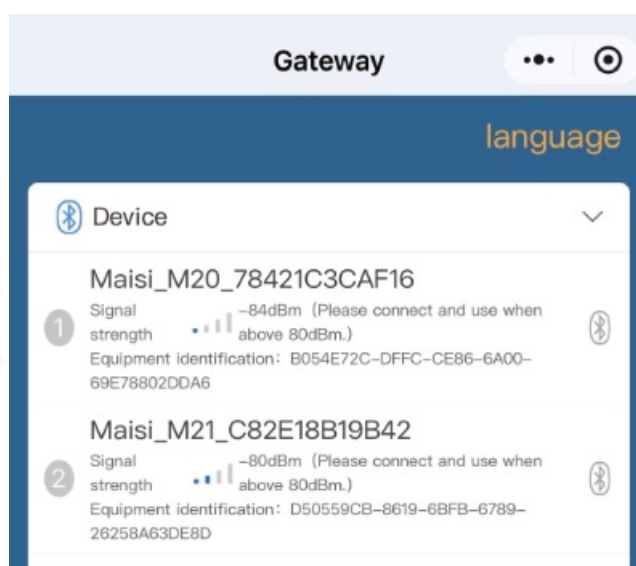 Gateway
language
Device
Maisi_M20_78421C3CAF16
1
Signal strength -84dBm (Please connect and use when above 80dBm.)
Equipment identification: B054E72C-DFFC-CE86-6A00-
69E78802DDA6
Maisi_M21_C82E18B19B42
2
Signal strength -80dBm (Please connect and use when above 80dBm.)
Equipment identification: D50559CB-8619-6BFB-6789-
26258A63DE8D